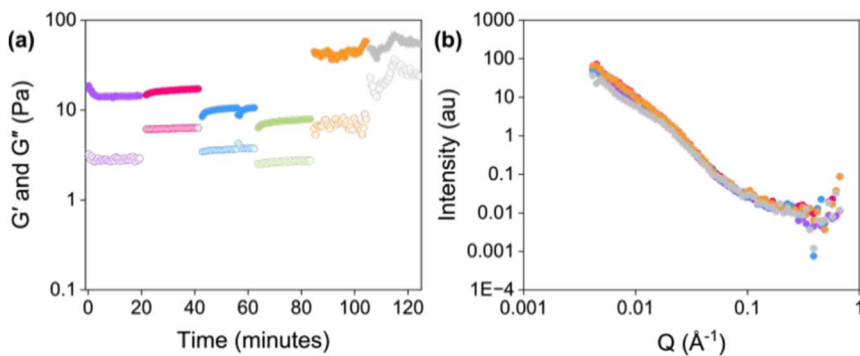 (a)
100
10
1
0.1
G′ and G″ (Pa)
0 20 40 60 80 100 120
Time (minutes)
(b)
1000
100
10
1
0.1
0.01
0.001
1E−4
Intensity (au)
0.001 0.01 0.1 1
Q (Å⁻¹)